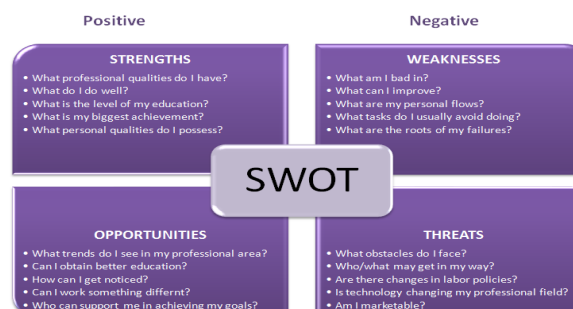 Positive
Negative
STRENGTHS
• What professional qualities do I have?
• What do I do well?
• What is the level of my education?
• What is my biggest achievement?
• What personal qualities do I possess?
WEAKNESSES
• What am I bad in?
• What can I improve?
• What are my personal flows?
• What tasks do I usually avoid doing?
• What are the roots of my failures?
SWOT
OPPORTUNITIES
• What trends do I see in my professional area?
• Can I obtain better education?
• How can I get noticed?
• Can I work something differnt?
• Who can support me in achieving my goals?
THREATS
• What obstacles do I face?
• Who/what may get in my way?
• Are there changes in labor policies?
• Is technology changing my professional field?
• Am I marketable?